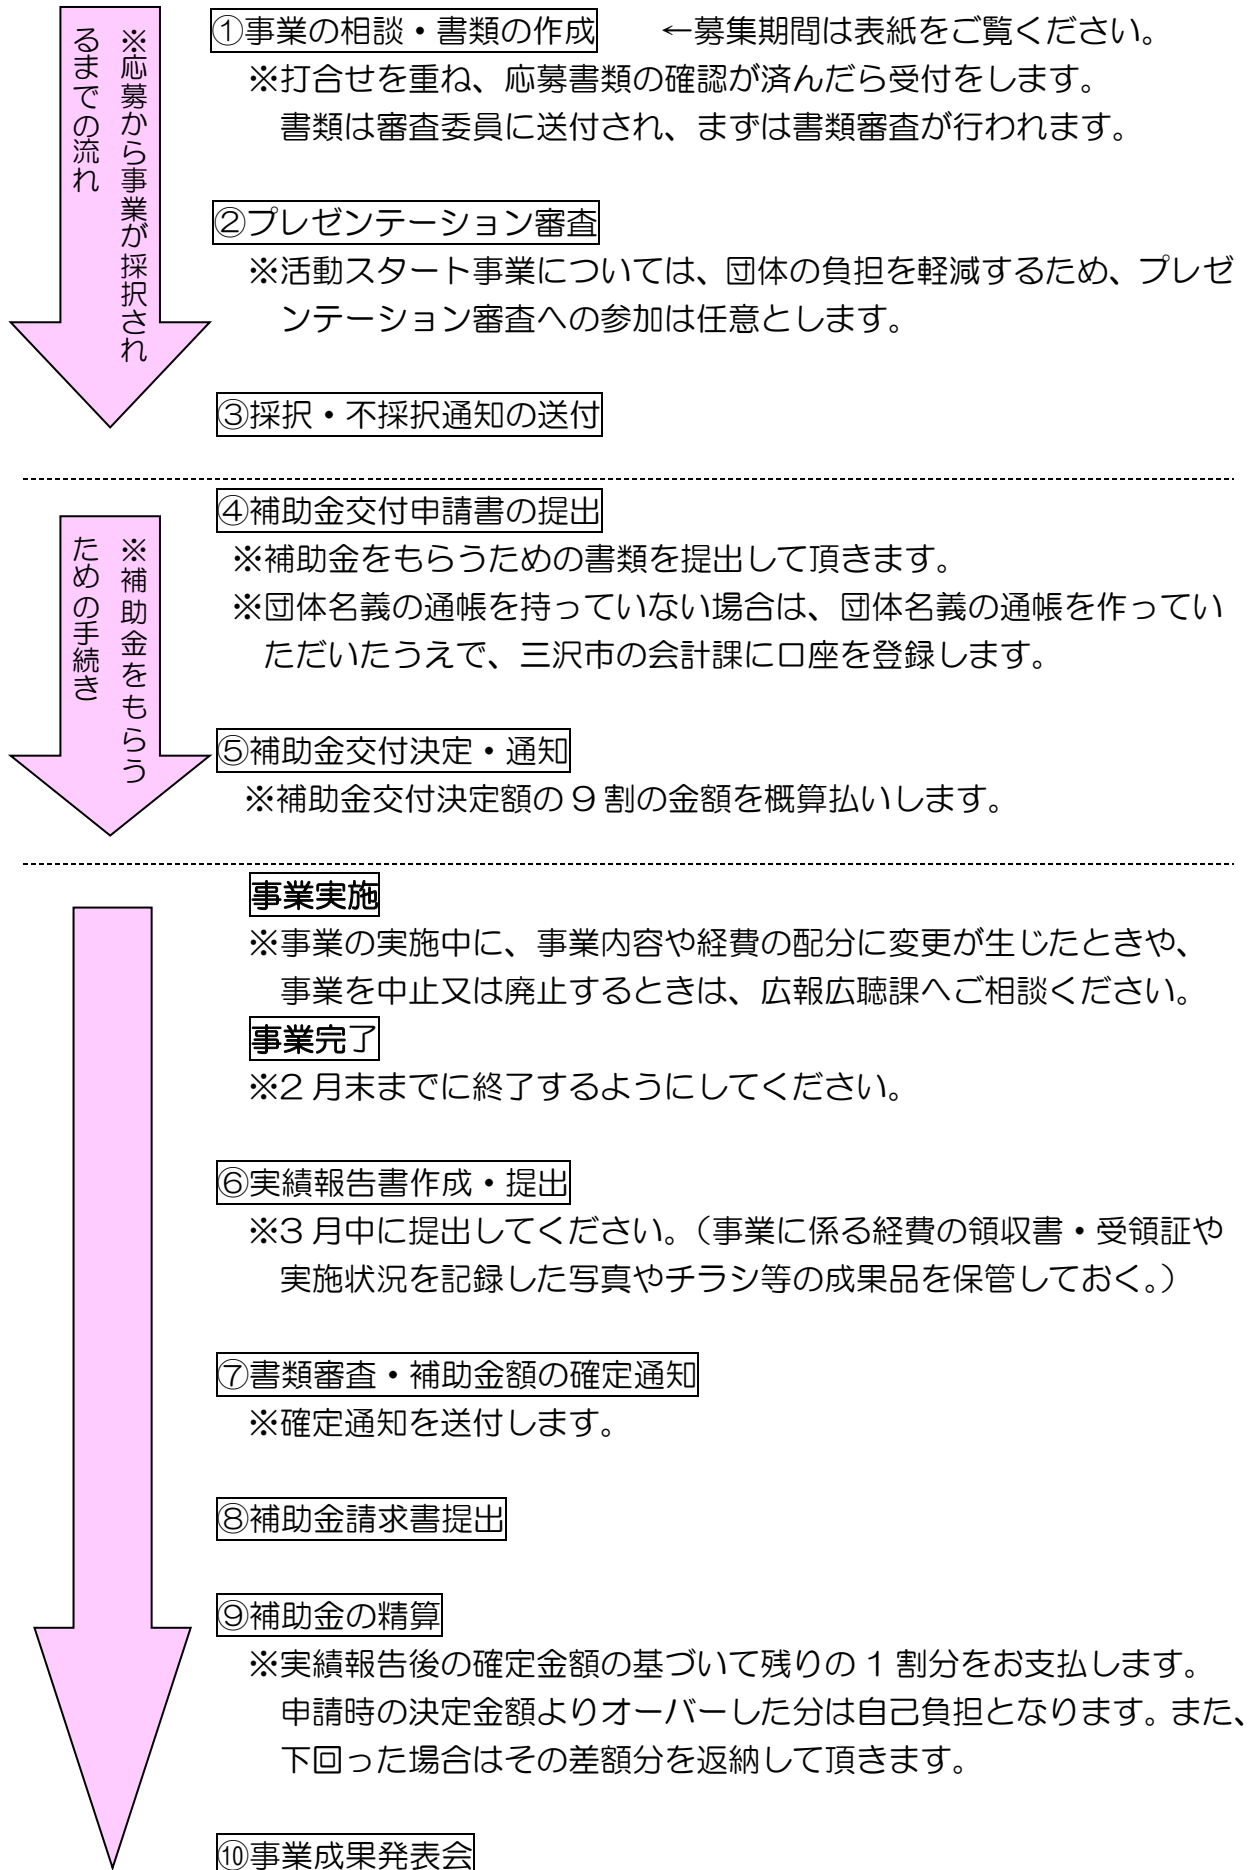 ※応募から事業が採択され
るまでの流れ
①事業の相談・書類の作成　　←募集期間は表紙をご覧ください。
※打合せを重ね、応募書類の確認が済んだら受付をします。
書類は審査委員に送付され、まずは書類審査が行われます。
②プレゼンテーション審査
※活動スタート事業については、団体の負担を軽減するため、プレゼ
ンテーション審査への参加は任意とします。
③採択・不採択通知の送付
※補助金をもらう
ための手続き
④補助金交付申請書の提出
※補助金をもらうための書類を提出して頂きます。
※団体名義の通帳を持っていない場合は、団体名義の通帳を作ってい
ただいたうえで、三沢市の会計課に口座を登録します。
⑤補助金交付決定・通知
※補助金交付決定額の９割の金額を概算払いします。
事業実施
※事業の実施中に、事業内容や経費の配分に変更が生じたときや、
事業を中止又は廃止するときは、広報広聴課へご相談ください。
事業完了
※2 月末までに終了するようにしてください。
⑥実績報告書作成・提出
※3 月中に提出してください。（事業に係る経費の領収書・受領証や
実施状況を記録した写真やチラシ等の成果品を保管しておく。）
⑦書類審査・補助金額の確定通知
※確定通知を送付します。
⑧補助金請求書提出
⑨補助金の精算
※実績報告後の確定金額の基づいて残りの 1 割分をお支払します。
申請時の決定金額よりオーバーした分は自己負担となります。また、
下回った場合はその差額分を返納して頂きます。
⑩事業成果発表会